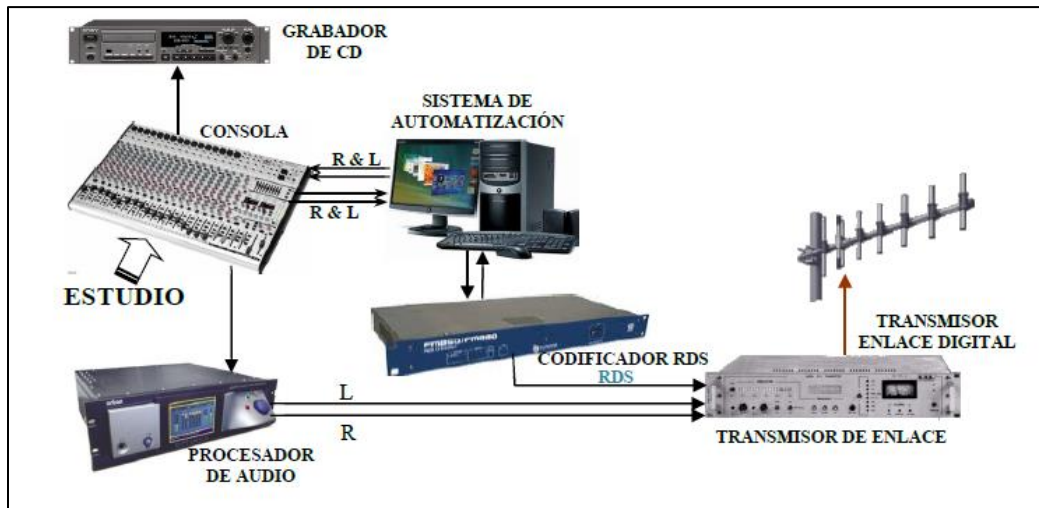 GRABADOR
DE CD
CONSOLA
SISTEMA DE
AUTOMATIZACIÓN
R & L
R & L
ESTUDIO
CODIFICADOR RDS
RDS
TRANSMISOR
ENLACE DIGITAL
L
R
PROCESADOR
DE AUDIO
TRANSMISOR DE ENLACE